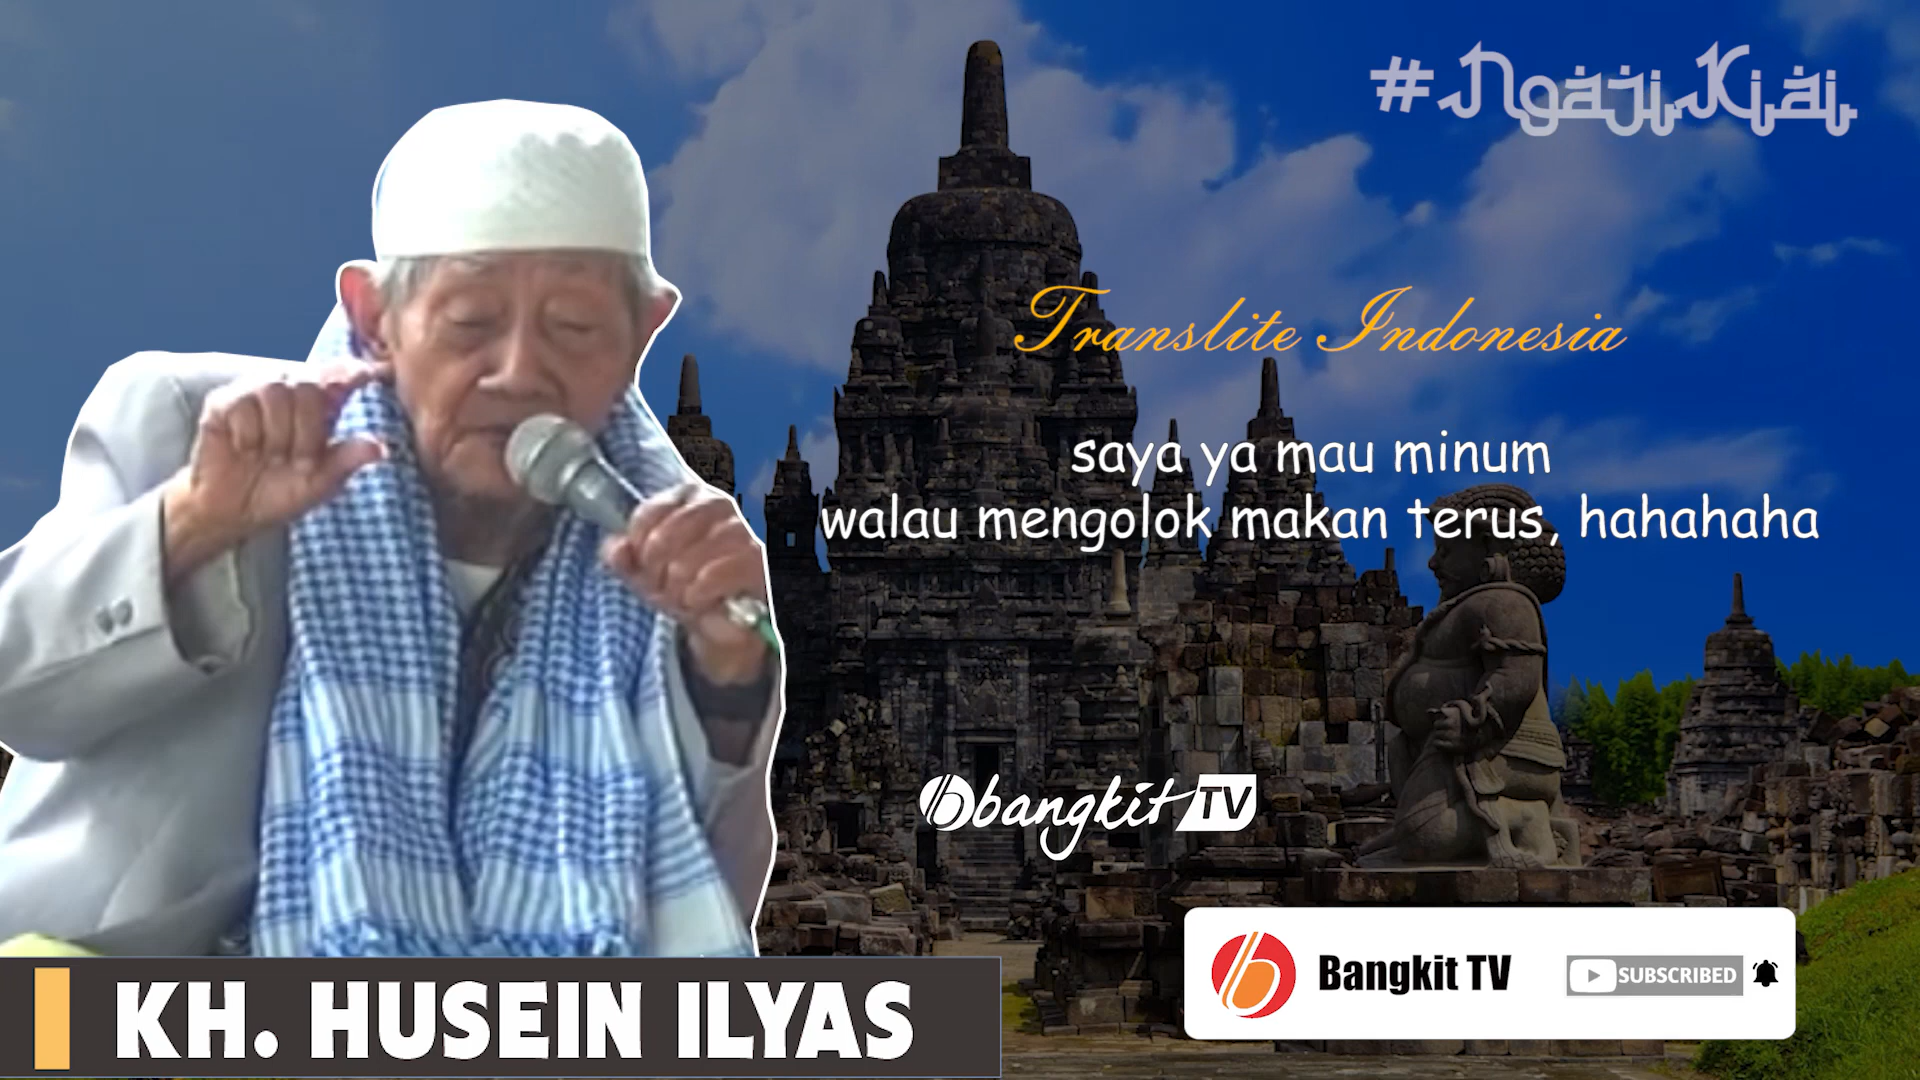 #NgajiKiai
Translite Indonesia
saya ya mau minum
walau mengolok makan terus, hahahaha
bangkit TV
Bangkit TV
SUBSCRIBED
KH. HUSEIN ILYAS